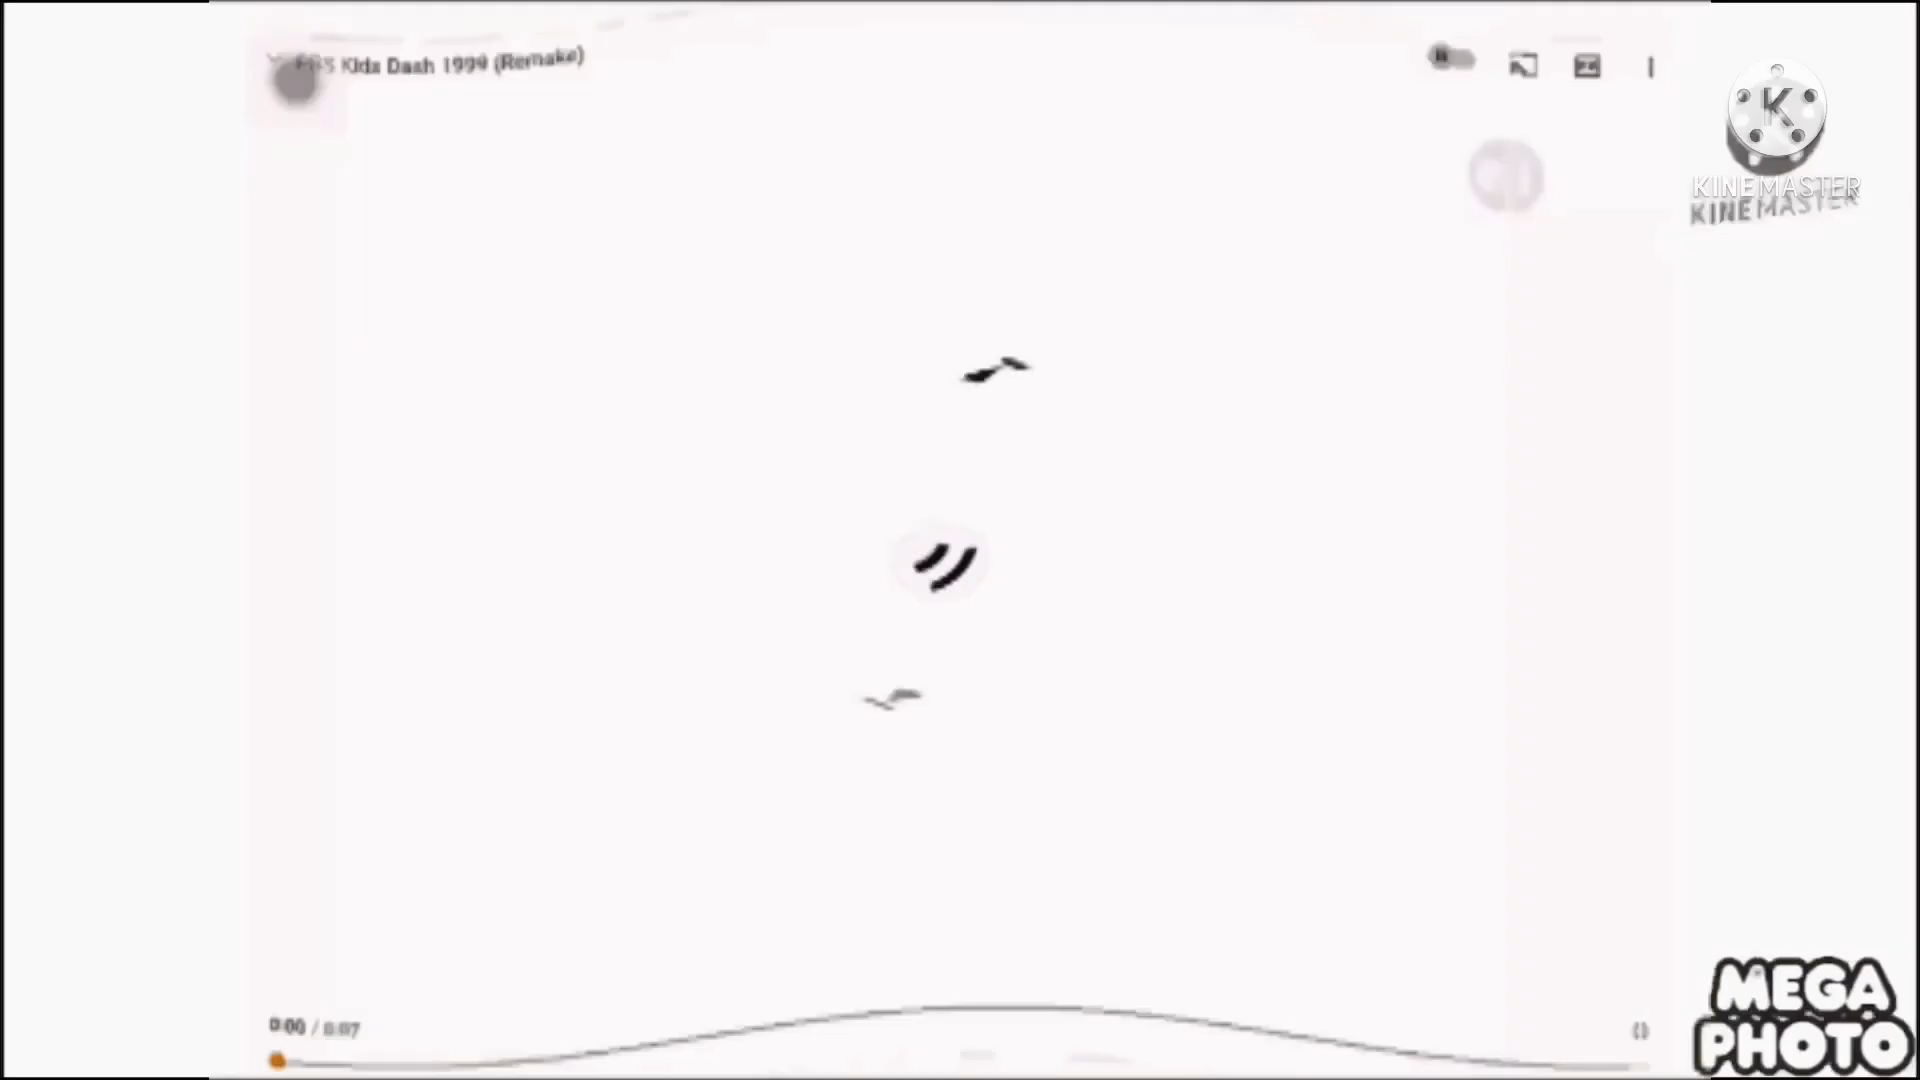 PBS Kids Dash 1999 (Remake)
K
KINEMASTER
KINEMASTER
0:00 / 0:07
MEGA
PHOTO